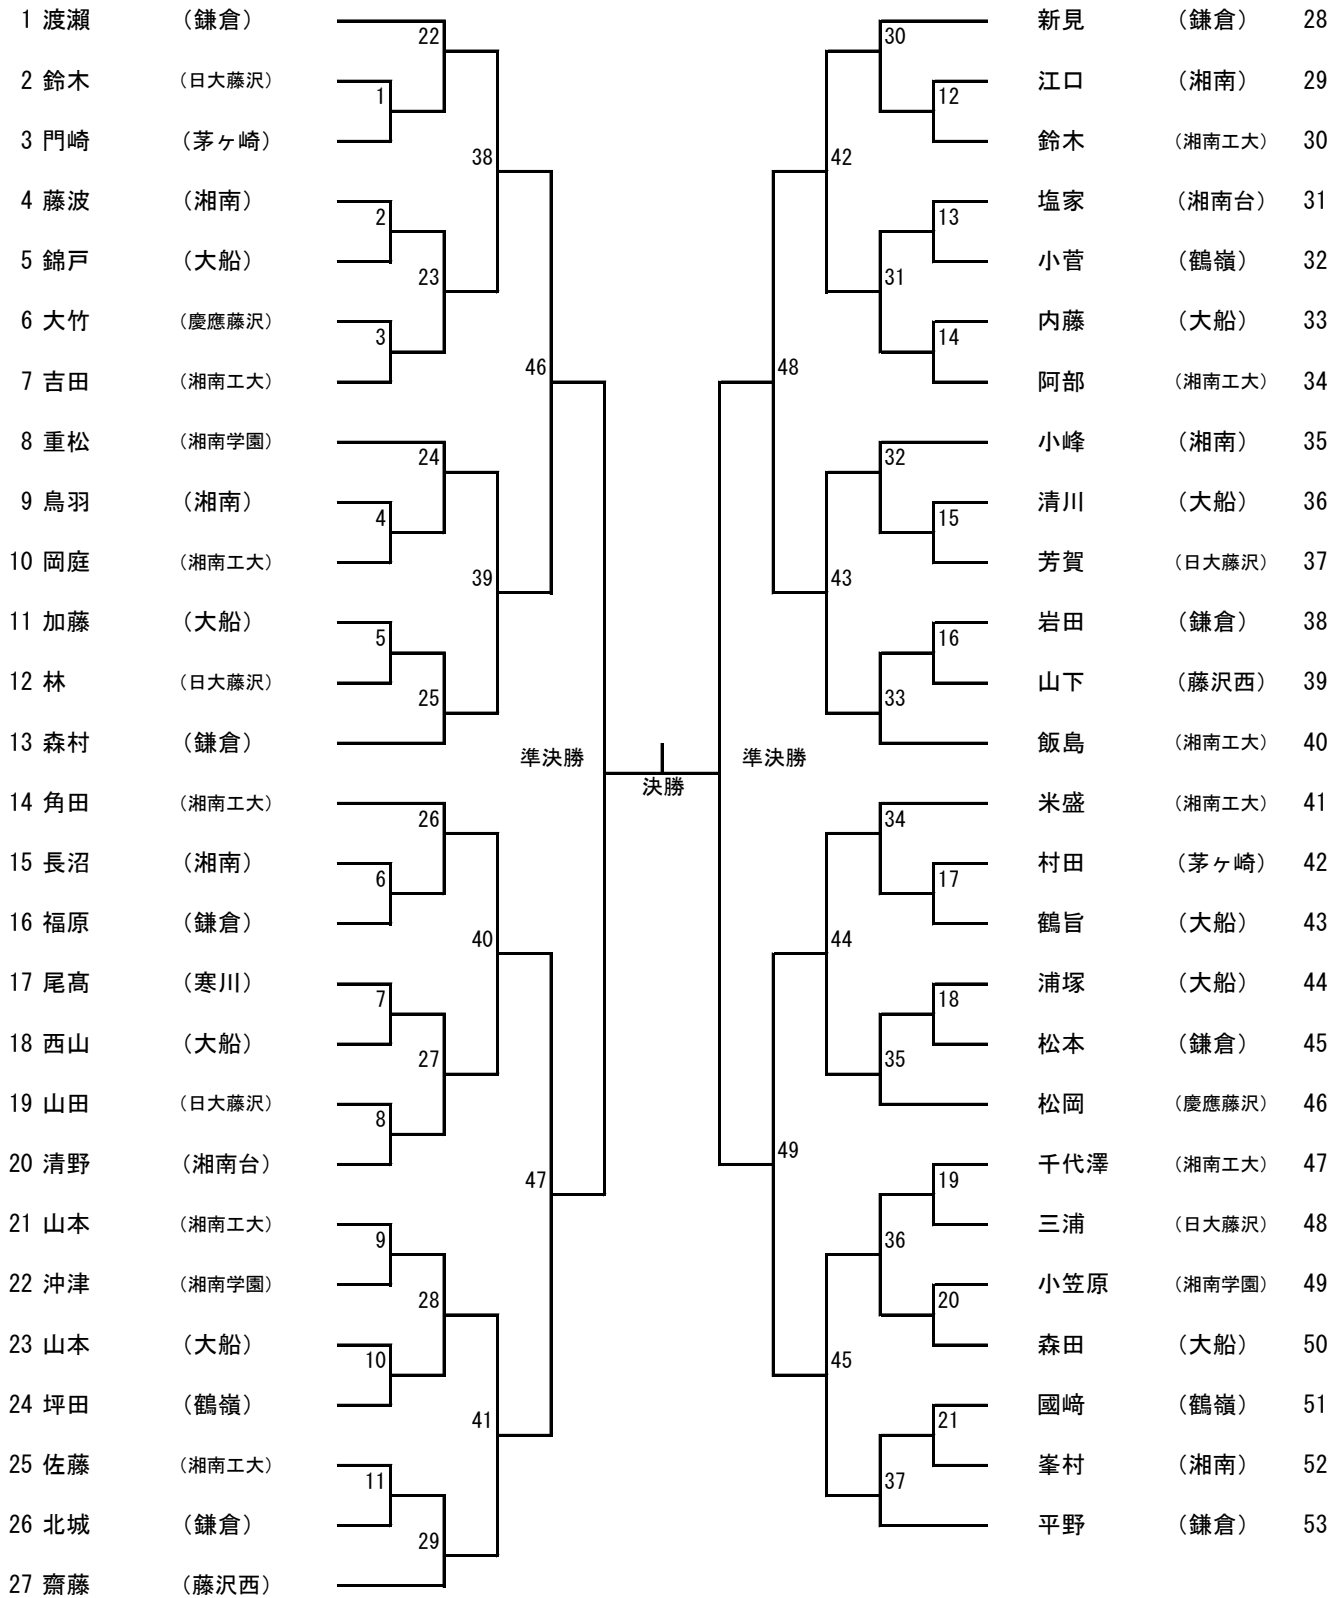 1 渡瀬 （鎌倉） 22 30 新見 （鎌倉） 28
2 鈴木 （日大藤沢） 1 12 江口 （湘南） 29
3 門崎 （茅ヶ崎） 38 42 鈴木 （湘南工大） 30
4 藤波 （湘南） 2 13 塩家 （湘南台） 31
5 錦戸 （大船） 23 31 小菅 （鶴嶺） 32
6 大竹 （慶應藤沢） 3 14 内藤 （大船） 33
7 吉田 （湘南工大） 46 48 阿部 （湘南工大） 34
8 重松 （湘南学園） 24 32 小峰 （湘南） 35
9 鳥羽 （湘南） 4 15 清川 （大船） 36
10 岡庭 （湘南工大） 39 43 芳賀 （日大藤沢） 37
11 加藤 （大船） 5 16 岩田 （鎌倉） 38
12 林 （日大藤沢） 25 33 山下 （藤沢西） 39
13 森村 （鎌倉） 飯島 （湘南工大） 40
準決勝 準決勝
決勝
14 角田 （湘南工大） 26 34 米盛 （湘南工大） 41
15 長沼 （湘南） 6 17 村田 （茅ヶ崎） 42
16 福原 （鎌倉） 40 44 鶴旨 （大船） 43
17 尾髙 （寒川） 7 18 浦塚 （大船） 44
18 西山 （大船） 27 35 松本 （鎌倉） 45
19 山田 （日大藤沢） 8 松岡 （慶應藤沢） 46
20 清野 （湘南台） 47 49 19 千代澤 （湘南工大） 47
21 山本 （湘南工大） 9 36 三浦 （日大藤沢） 48
22 沖津 （湘南学園） 28 20 小笠原 （湘南学園） 49
23 山本 （大船） 10 45 森田 （大船） 50
24 坪田 （鶴嶺） 41 21 國﨑 （鶴嶺） 51
25 佐藤 （湘南工大） 11 37 峯村 （湘南） 52
26 北城 （鎌倉） 29 平野 （鎌倉） 53
27 齋藤 （藤沢西）